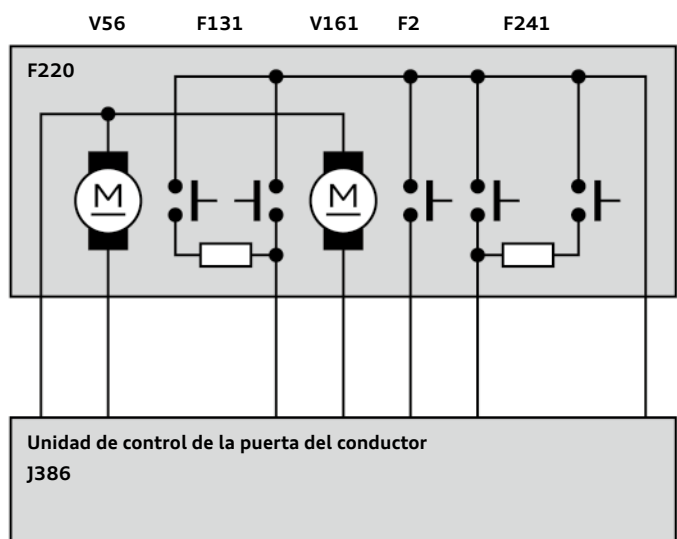 V56 F131 V161 F2 F241
F220
M M
Unidad de control de la puerta del conductor
J386